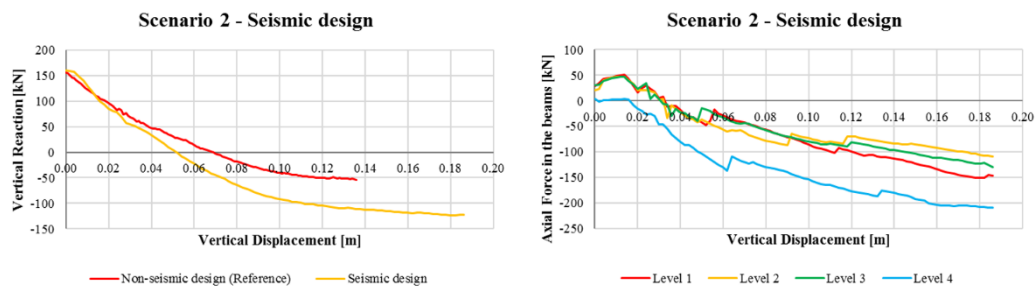 Scenario 2 - Seismic design
200
150
100
50
0
-50
-100
-150
0.00 0.02 0.04 0.06 0.08 0.10 0.12 0.14 0.16 0.18 0.20
Vertical Reaction [kN]
Vertical Displacement [m]
Non-seismic design (Reference) Seismic design
Scenario 2 - Seismic design
100
50
0
-50
-100
-150
-200
-250
0.00 0.02 0.04 0.06 0.08 0.10 0.12 0.14 0.16 0.18 0.20
Axial Force in the beams [kN]
Vertical Displacement [m]
Level 1 Level 2 Level 3 Level 4